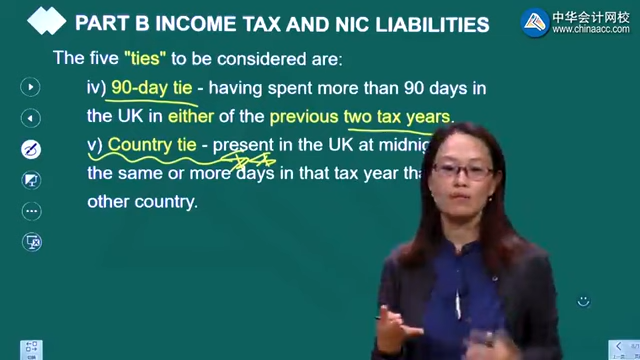 PART B INCOME TAX AND NIC LIABILITIES
中华会计网校
www.chinaacc.com
The five "ties" to be considered are:
iv) 90-day tie - having spent more than 90 days in
the UK in either of the previous two tax years.
v) Country tie - present in the UK at
the same or more days in that tax year
other country.